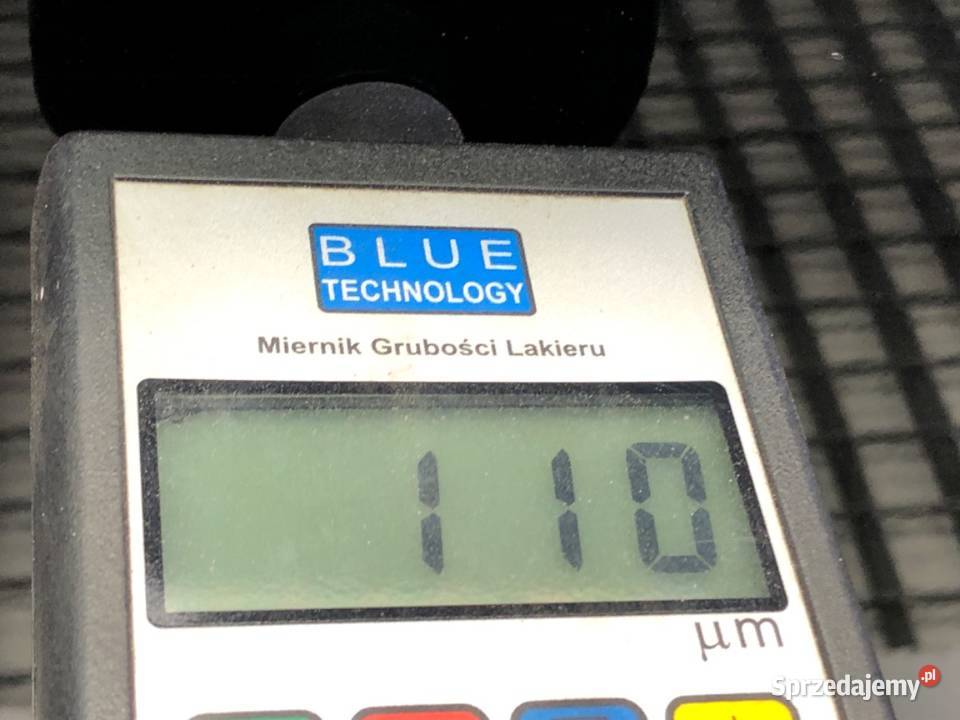 BLUE
TECHNOLOGY
Miernik Grubości Lakieru
110
μm
Sprzedajemy.pl